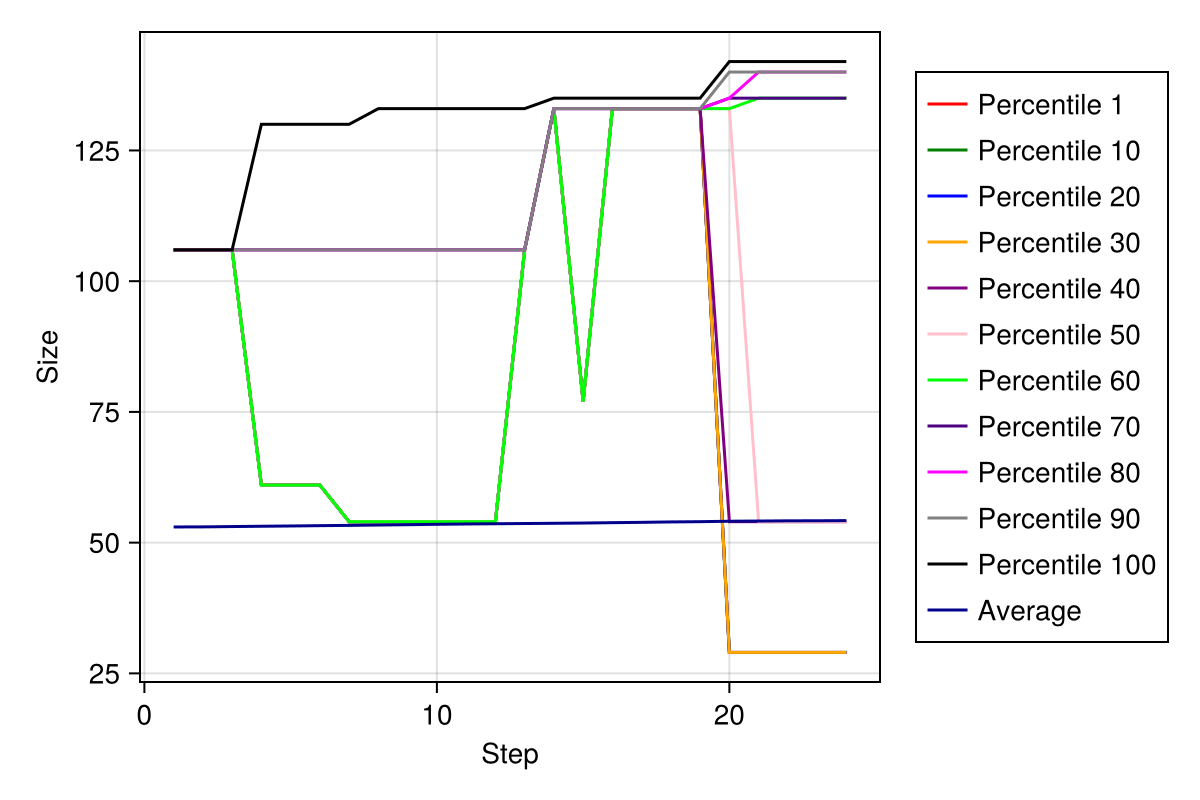 125
100
75
50
25
0 10 20
Size
Step
Percentile 1
Percentile 10
Percentile 20
Percentile 30
Percentile 40
Percentile 50
Percentile 60
Percentile 70
Percentile 80
Percentile 90
Percentile 100
Average